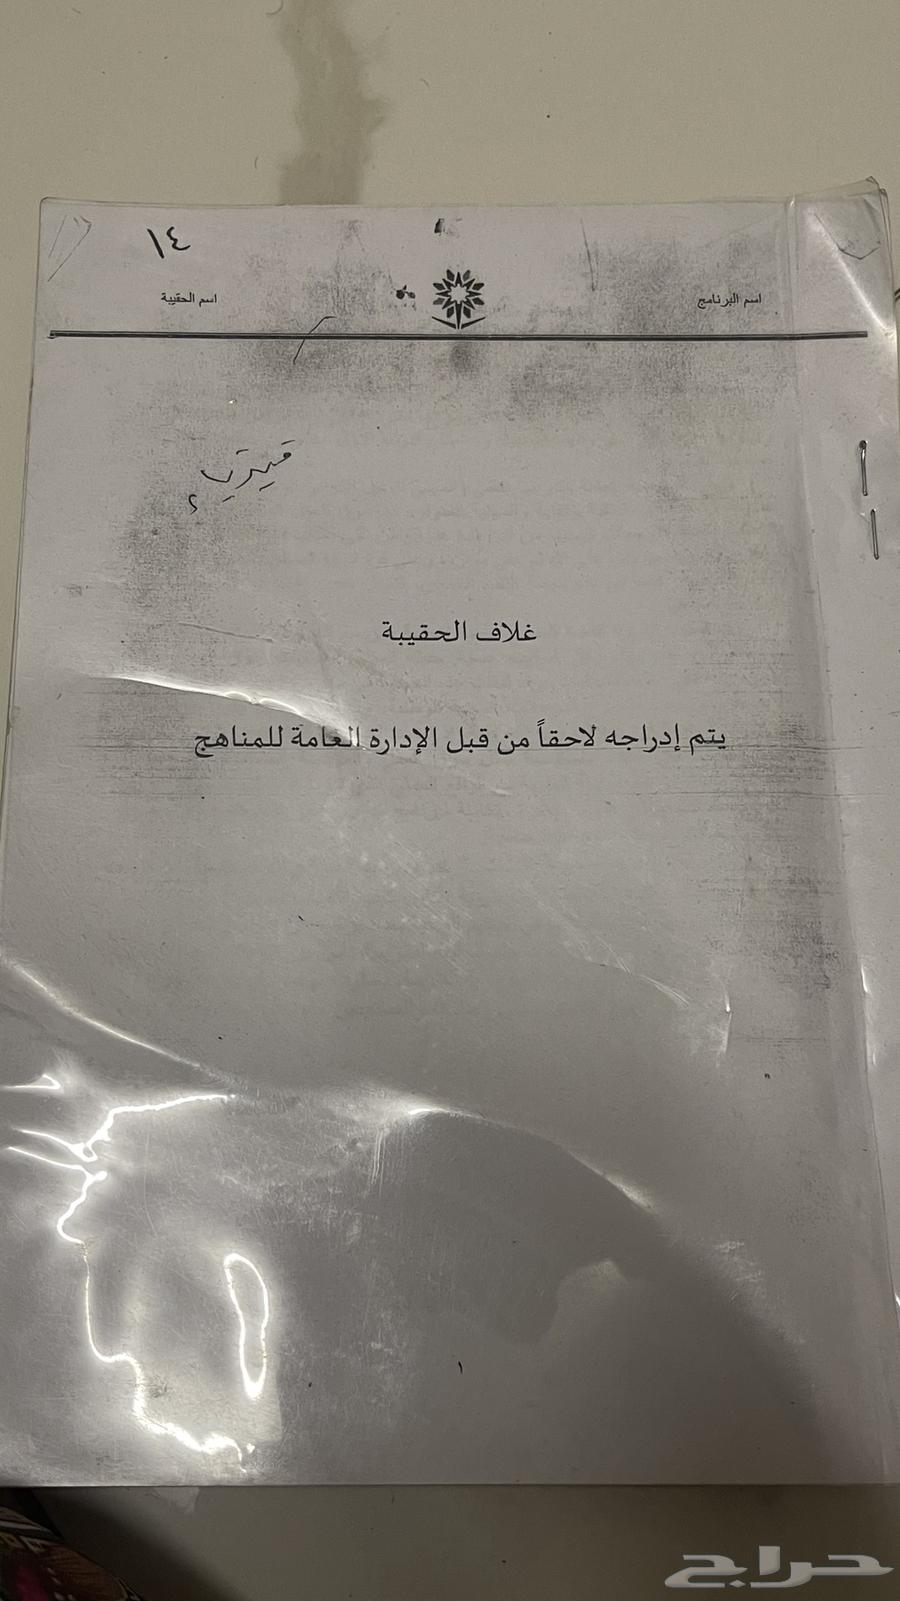 ١٤
اسم البرنامج
اسم الحقيبة
غلاف الحقيبة
يتم إدراجه لاحقاً من قبل الإدارة العامة للمناهج
١
حراج